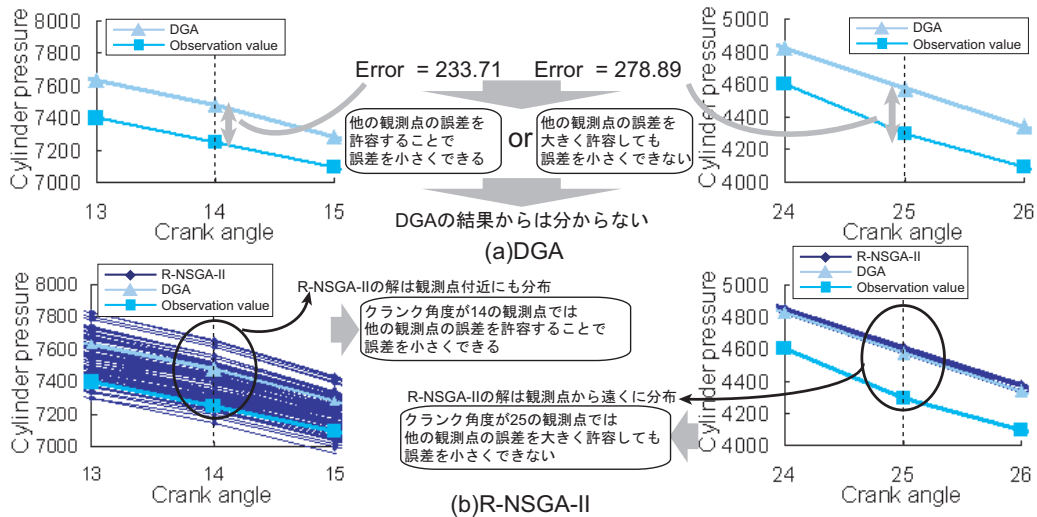 8000
7800
7600
7400
7200
7000
Cylinder pressure
DGA
Observation value
13
14
15
Crank angle
Error = 233.71
Error = 278.89
他の観測点の誤差を
許容することで
誤差を小さくできる
or
他の観測点の誤差を
大きく許容しても
誤差を小さくできない
DGAの結果からは分からない
(a)DGA
5000
4800
4600
4400
4200
4000
Cylinder pressure
DGA
Observation value
24
25
26
Crank angle
8000
7800
7600
7400
7200
7000
Cylinder pressure
R-NSGA-II
DGA
Observation value
13
14
15
Crank angle
R-NSGA-IIの解は観測点付近にも分布
クランク角度が14の観測点では
他の観測点の誤差を許容することで
誤差を小さくできる
R-NSGA-IIの解は観測点から遠くに分布
クランク角度が25の観測点では
他の観測点の誤差を大きく許容しても
誤差を小さくできない
(b)R-NSGA-II
5000
4800
4600
4400
4200
4000
Cylinder pressure
R-NSGA-II
DGA
Observation value
24
25
26
Crank angle